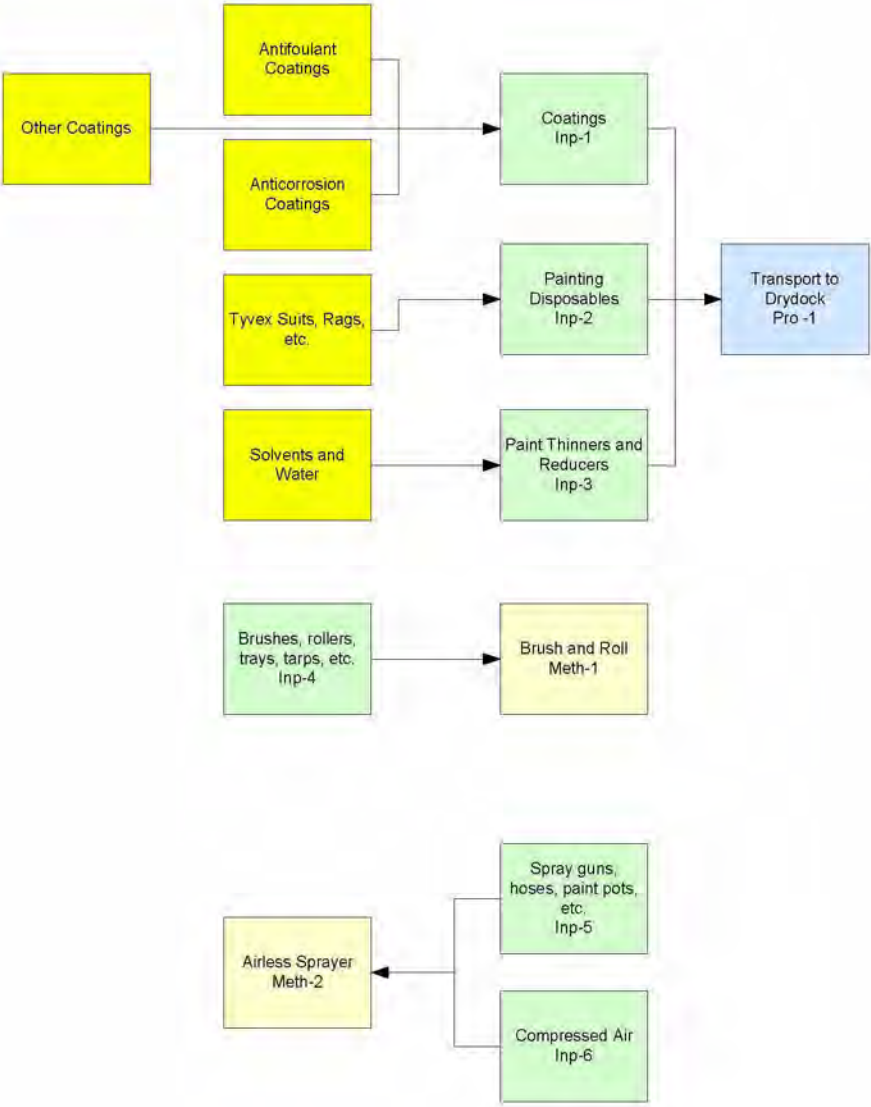 Antifoulant
Coatings
Other Coatings
Coatings
Inp-1
Anticorrosion
Coatings
Painting
Disposables
Inp-2
Transport to
Drydock
Pro -1
Tyvex Suits, Rags,
etc.
Solvents and
Water
Paint Thinners and
Reducers
Inp-3
Brushes, rollers,
trays, tarps, etc.
Inp-4
Brush and Roll
Meth-1
Spray guns,
hoses, paint pots,
etc.
Inp-5
Airless Sprayer
Meth-2
Compressed Air
Inp-6